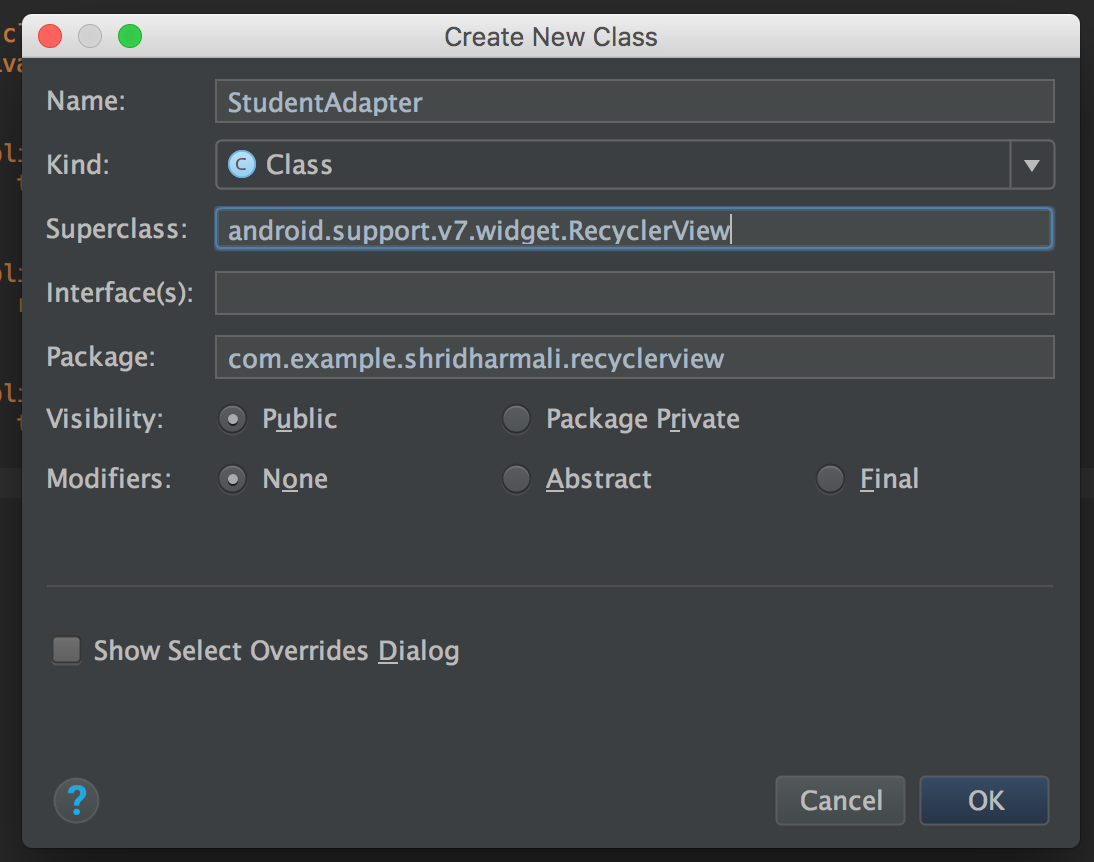 Create New Class
Name: StudentAdapter
Kind: C Class
Superclass: android.support.v7.widget.RecyclerView
Interface(s):
Package: com.example.shridharmali.recyclerview
Visibility: Public Package Private
Modifiers: None Abstract Final
Show Select Overrides Dialog
? Cancel OK